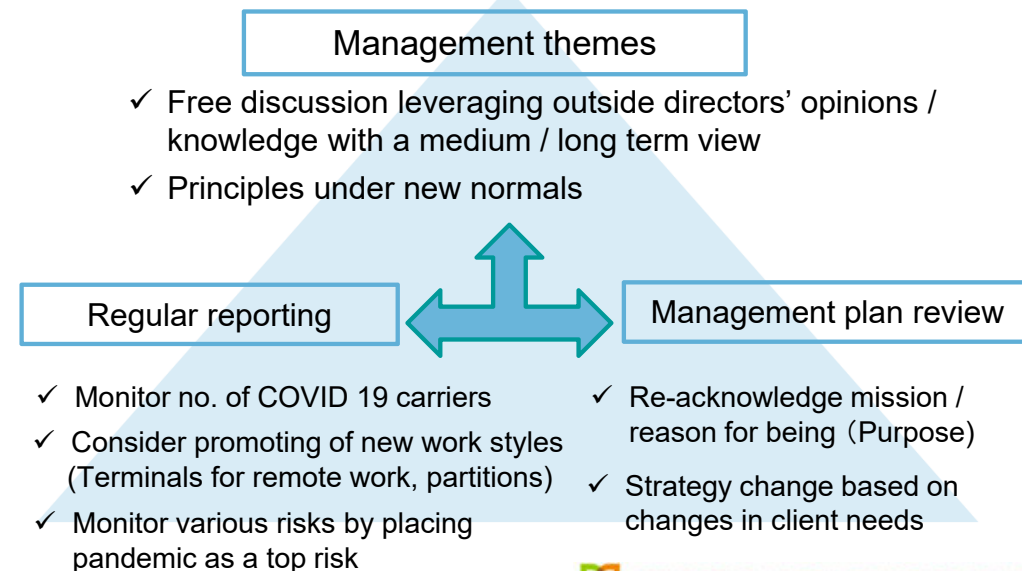 Management themes
✓ Free discussion leveraging outside directors’ opinions /
knowledge with a medium / long term view
✓ Principles under new normals
Regular reporting
✓ Monitor no. of COVID 19 carriers
✓ Consider promoting of new work styles
(Terminals for remote work, partitions)
✓ Monitor various risks by placing
pandemic as a top risk
Management plan review
✓ Re-acknowledge mission /
reason for being（Purpose)
✓ Strategy change based on
changes in client needs